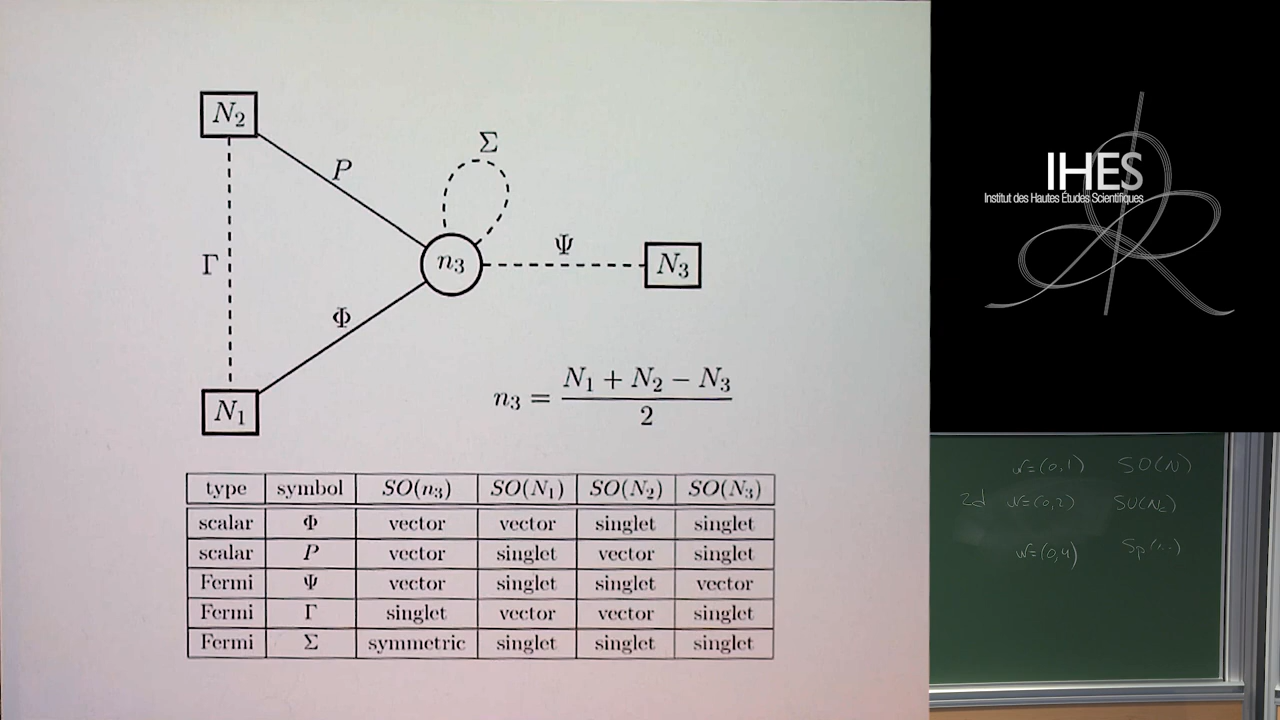 N₂
P
Σ
Γ
n₃
Ψ
N₃
Φ
N₁
n₃ = (N₁ + N₂ − N₃) / 2
type symbol SO(n₃) SO(N₁) SO(N₂) SO(N₃)
scalar Φ vector vector singlet singlet
scalar P vector singlet vector singlet
Fermi Ψ vector singlet singlet vector
Fermi Γ singlet vector vector singlet
Fermi Σ symmetric singlet singlet singlet
IHES
Institut des Hautes Études Scientifiques
𝒩=(0,1) SO(N)
2d 𝒩=(0,2) SU(N_c)
𝒩=(0,4) Sp(...)